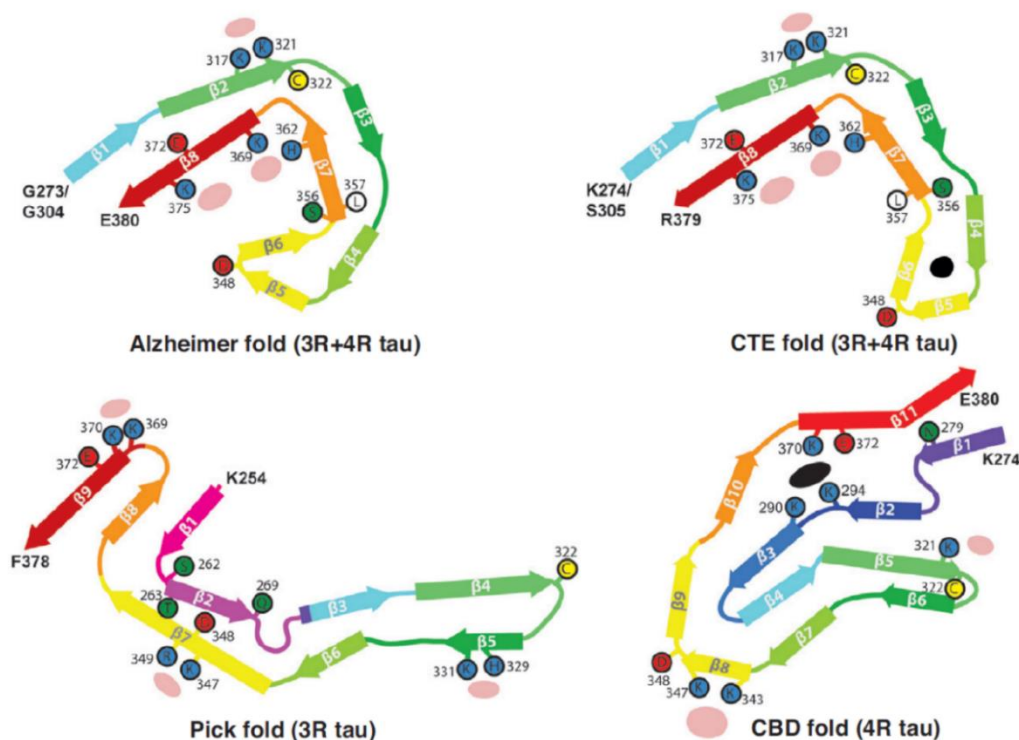 K
K
321
317
C
322
β2
β1
β3
E
372
β8
K
369
362
H
β7
K
375
G273/
G304
E380
356
S
357
L
β6
β4
348
β5
Alzheimer fold (3R+4R tau)
K
K
321
317
C
322
β2
β1
β3
E
372
β8
K
369
362
H
β7
K
375
K274/
S305
R379
L
357
S
356
β4
β6
348
D
β5
CTE fold (3R+4R tau)
370
K
K
369
372
E
β9
F378
β8
K254
β1
S
262
263
T
β2
269
Q
D
348
β7
349
R
K
347
β3
β4
322
C
β6
β5
331
K
H
329
Pick fold (3R tau)
E380
β11
370
K
E
372
N
279
β1
K274
β10
K
294
290
K
β2
β3
321
K
β5
322
C
β4
β6
β9
β7
D
348
β8
347
K
K
343
CBD fold (4R tau)